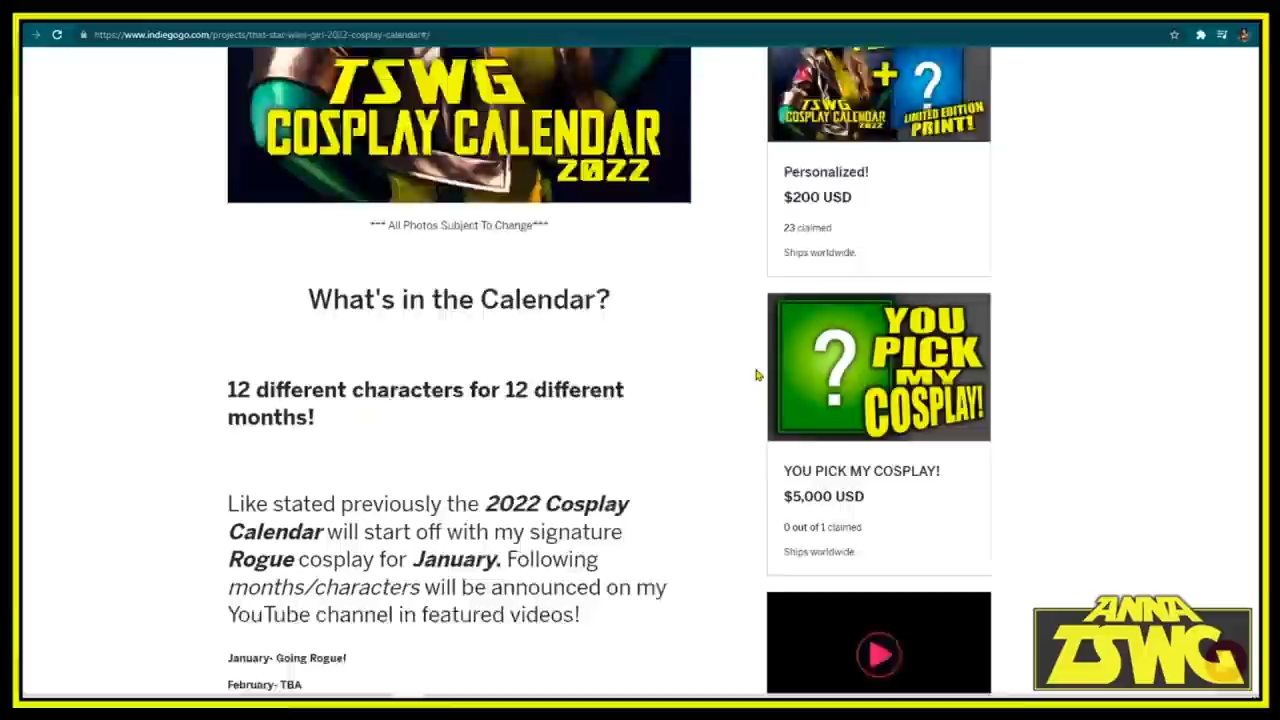 https://www.indiegogo.com/projects/that-star-wars-girl-2022-cosplay-calendar#/
TSWG
COSPLAY CALENDAR
2022
*** All Photos Subject To Change***
What's in the Calendar?
12 different characters for 12 different
months!
Like stated previously the 2022 Cosplay
Calendar will start off with my signature
Rogue cosplay for January. Following
months/characters will be announced on my
YouTube channel in featured videos!
January- Going Rogue!
February- TBA
+
?
TSWG
COSPLAY CALENDAR
2022
LIMITED EDITION
PRINT!
Personalized!
$200 USD
23 claimed
Ships worldwide.
?
YOU
PICK
MY
COSPLAY!
YOU PICK MY COSPLAY!
$5,000 USD
0 out of 1 claimed
Ships worldwide.
ANNA
TSWG